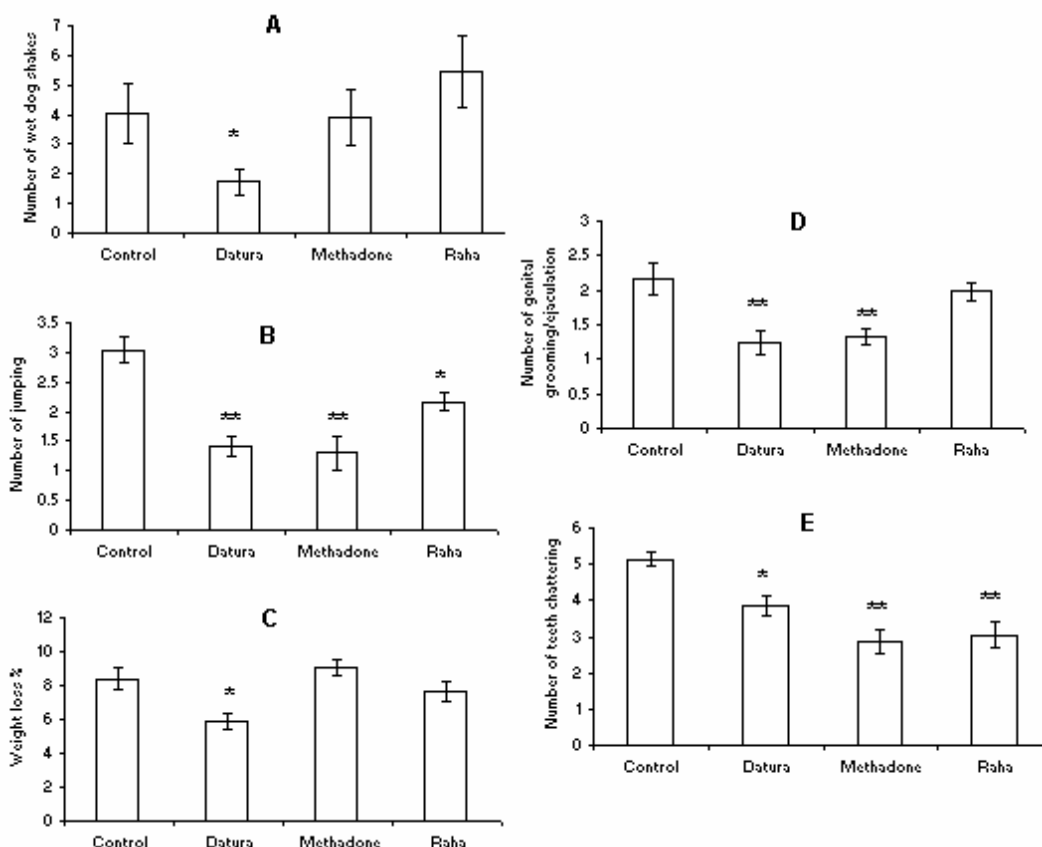 A
Number of wet dog shakes
7
6
5
4
3
2
1
0
*
Control Datura Methadone Raha
B
Number of jumping
3.5
3
2.5
2
1.5
1
0.5
0
** ** *
Control Datura Methadone Raha
C
Weight loss %
12
10
8
6
4
2
0
*
Control Datura Methadone Raha
D
Number of genital
grooming/ejaculation
3
2.5
2
1.5
1
0.5
0
** **
Control Datura Methadone Raha
E
Number of teeth chattering
6
5
4
3
2
1
0
* ** **
Control Datura Methadone Raha